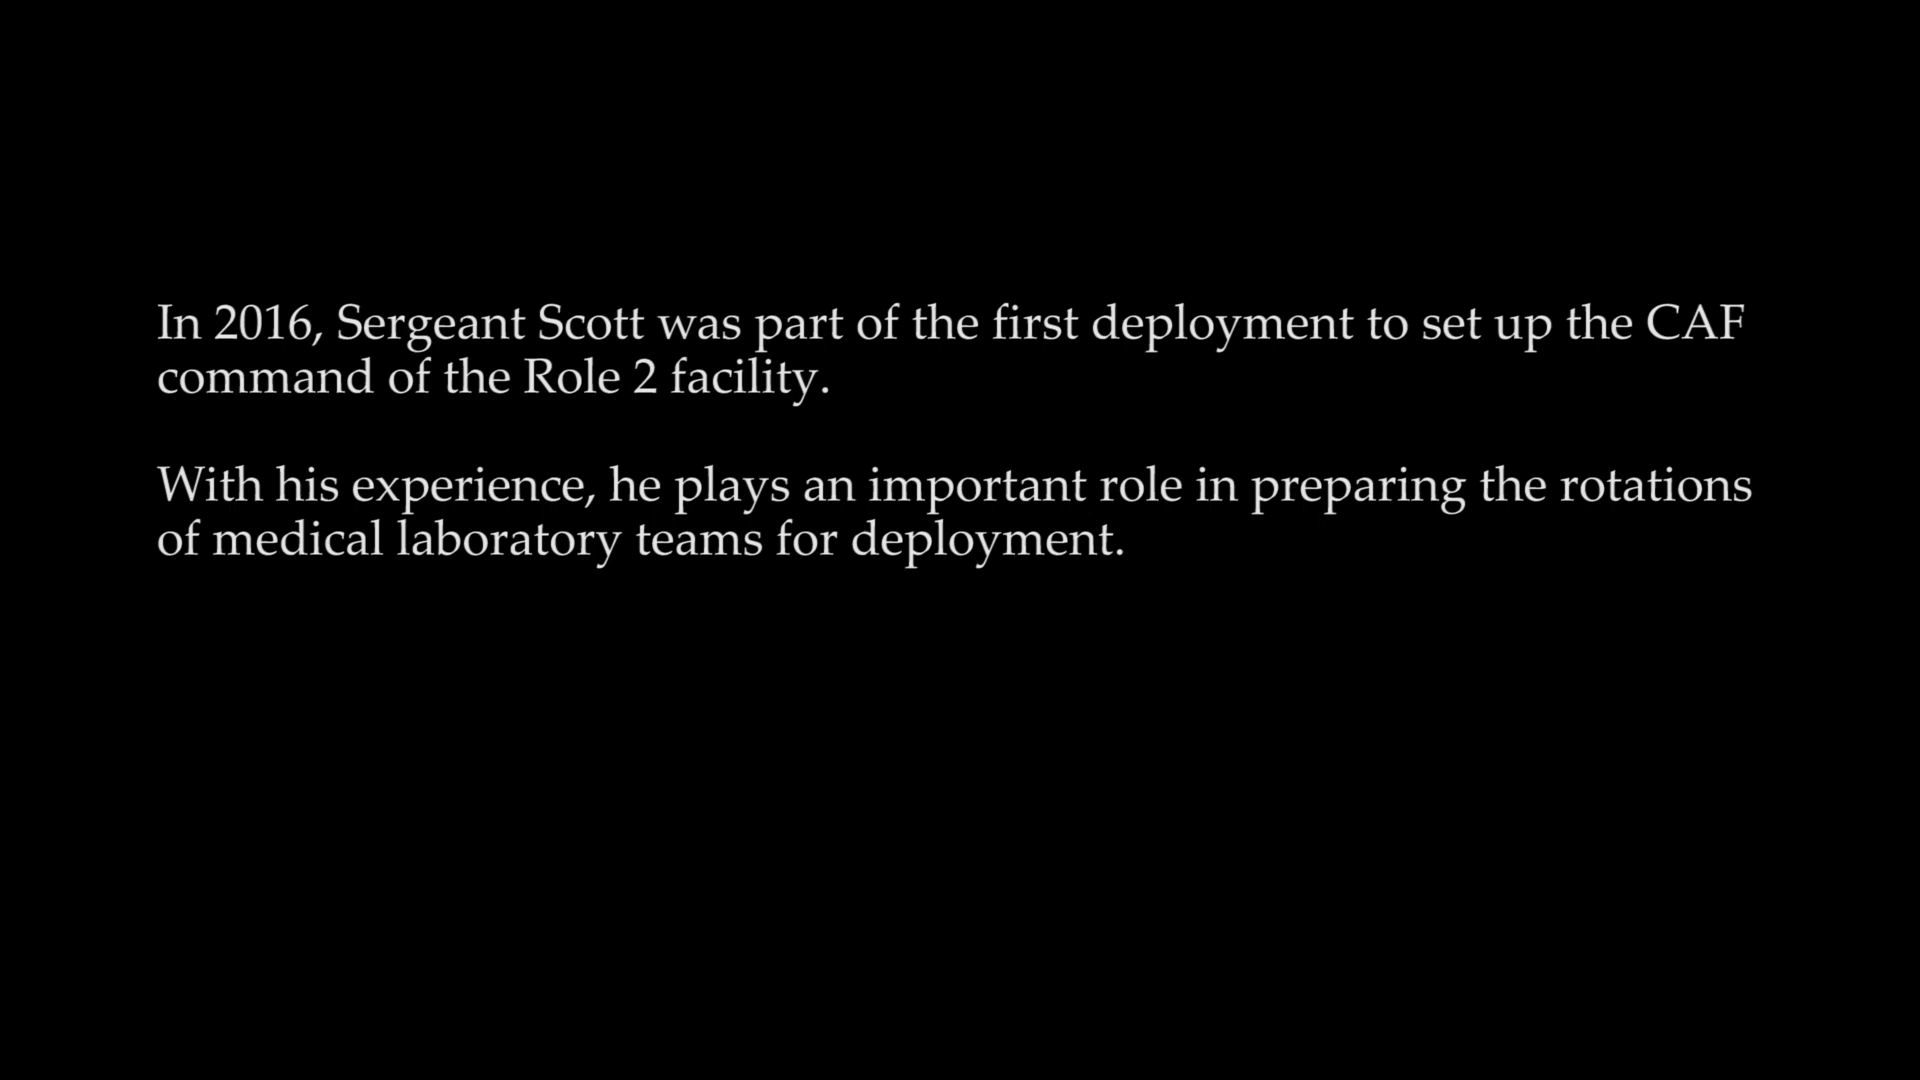 In 2016, Sergeant Scott was part of the first deployment to set up the CAF
command of the Role 2 facility.
With his experience, he plays an important role in preparing the rotations
of medical laboratory teams for deployment.